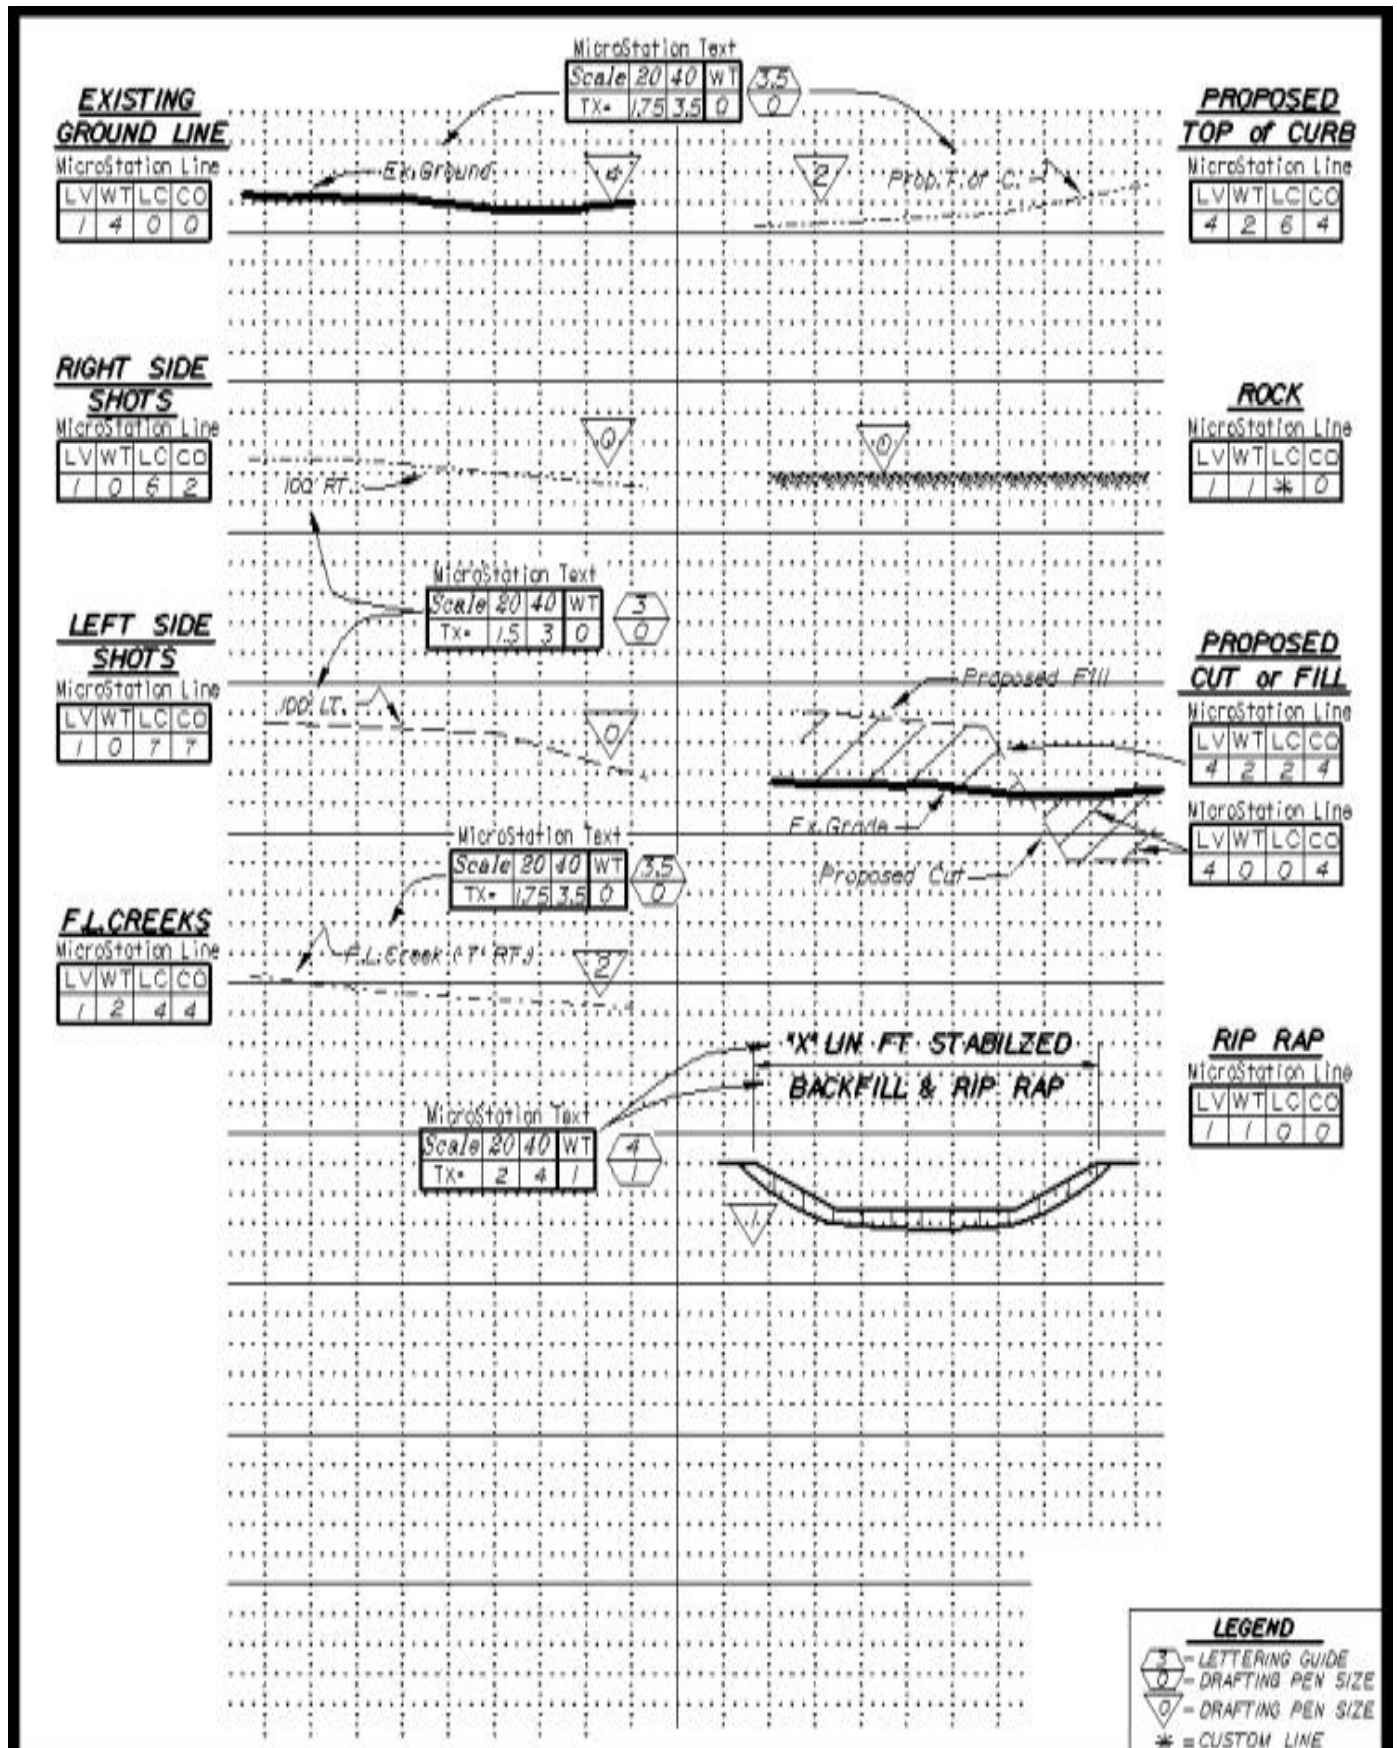 MicroStation Text
Scale 20 40 WT
TX= 1.75 3.5 0
3.5
0
EXISTING
GROUND LINE
MicroStation Line
LV WT LC CO
1 4 0 0
Ex.Ground
4
2
Prop.T.of C.
PROPOSED
TOP of CURB
MicroStation Line
LV WT LC CO
4 2 6 4
RIGHT SIDE
SHOTS
MicroStation Line
LV WT LC CO
1 0 6 2
100' RT.
0
0
ROCK
MicroStation Line
LV WT LC CO
1 1 * 0
MicroStation Text
Scale 20 40 WT
TX= 1.5 3 0
3
0
LEFT SIDE
SHOTS
MicroStation Line
LV WT LC CO
1 0 7 7
100' LT.
0
Proposed Fill
Ex.Grade
Proposed Cut
PROPOSED
CUT or FILL
MicroStation Line
LV WT LC CO
4 2 2 4
MicroStation Line
LV WT LC CO
4 0 0 4
MicroStation Text
Scale 20 40 WT
TX= 1.75 3.5 0
3.5
0
F.L.CREEKS
MicroStation Line
LV WT LC CO
1 2 4 4
F.L.Creek (7' RT.)
2
"X" LIN FT STABILZED
BACKFILL & RIP RAP
MicroStation Text
Scale 20 40 WT
TX= 2 4 1
4
1
1
RIP RAP
MicroStation Line
LV WT LC CO
1 1 0 0
LEGEND
3 - LETTERING GUIDE
0 - DRAFTING PEN SIZE
0 - DRAFTING PEN SIZE
* = CUSTOM LINE